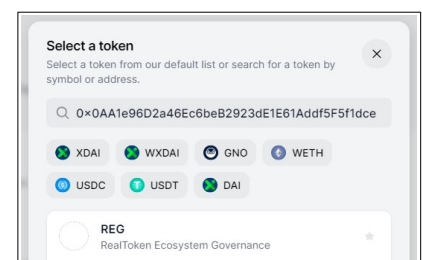 Select a token
Select a token from our default list or search for a token by
symbol or address.
0x0AA1e96D2a46Ec6beB2923dE1E61Addf5F5f1dce
XDAI
WXDAI
GNO
WETH
USDC
USDT
DAI
REG
RealToken Ecosystem Governance